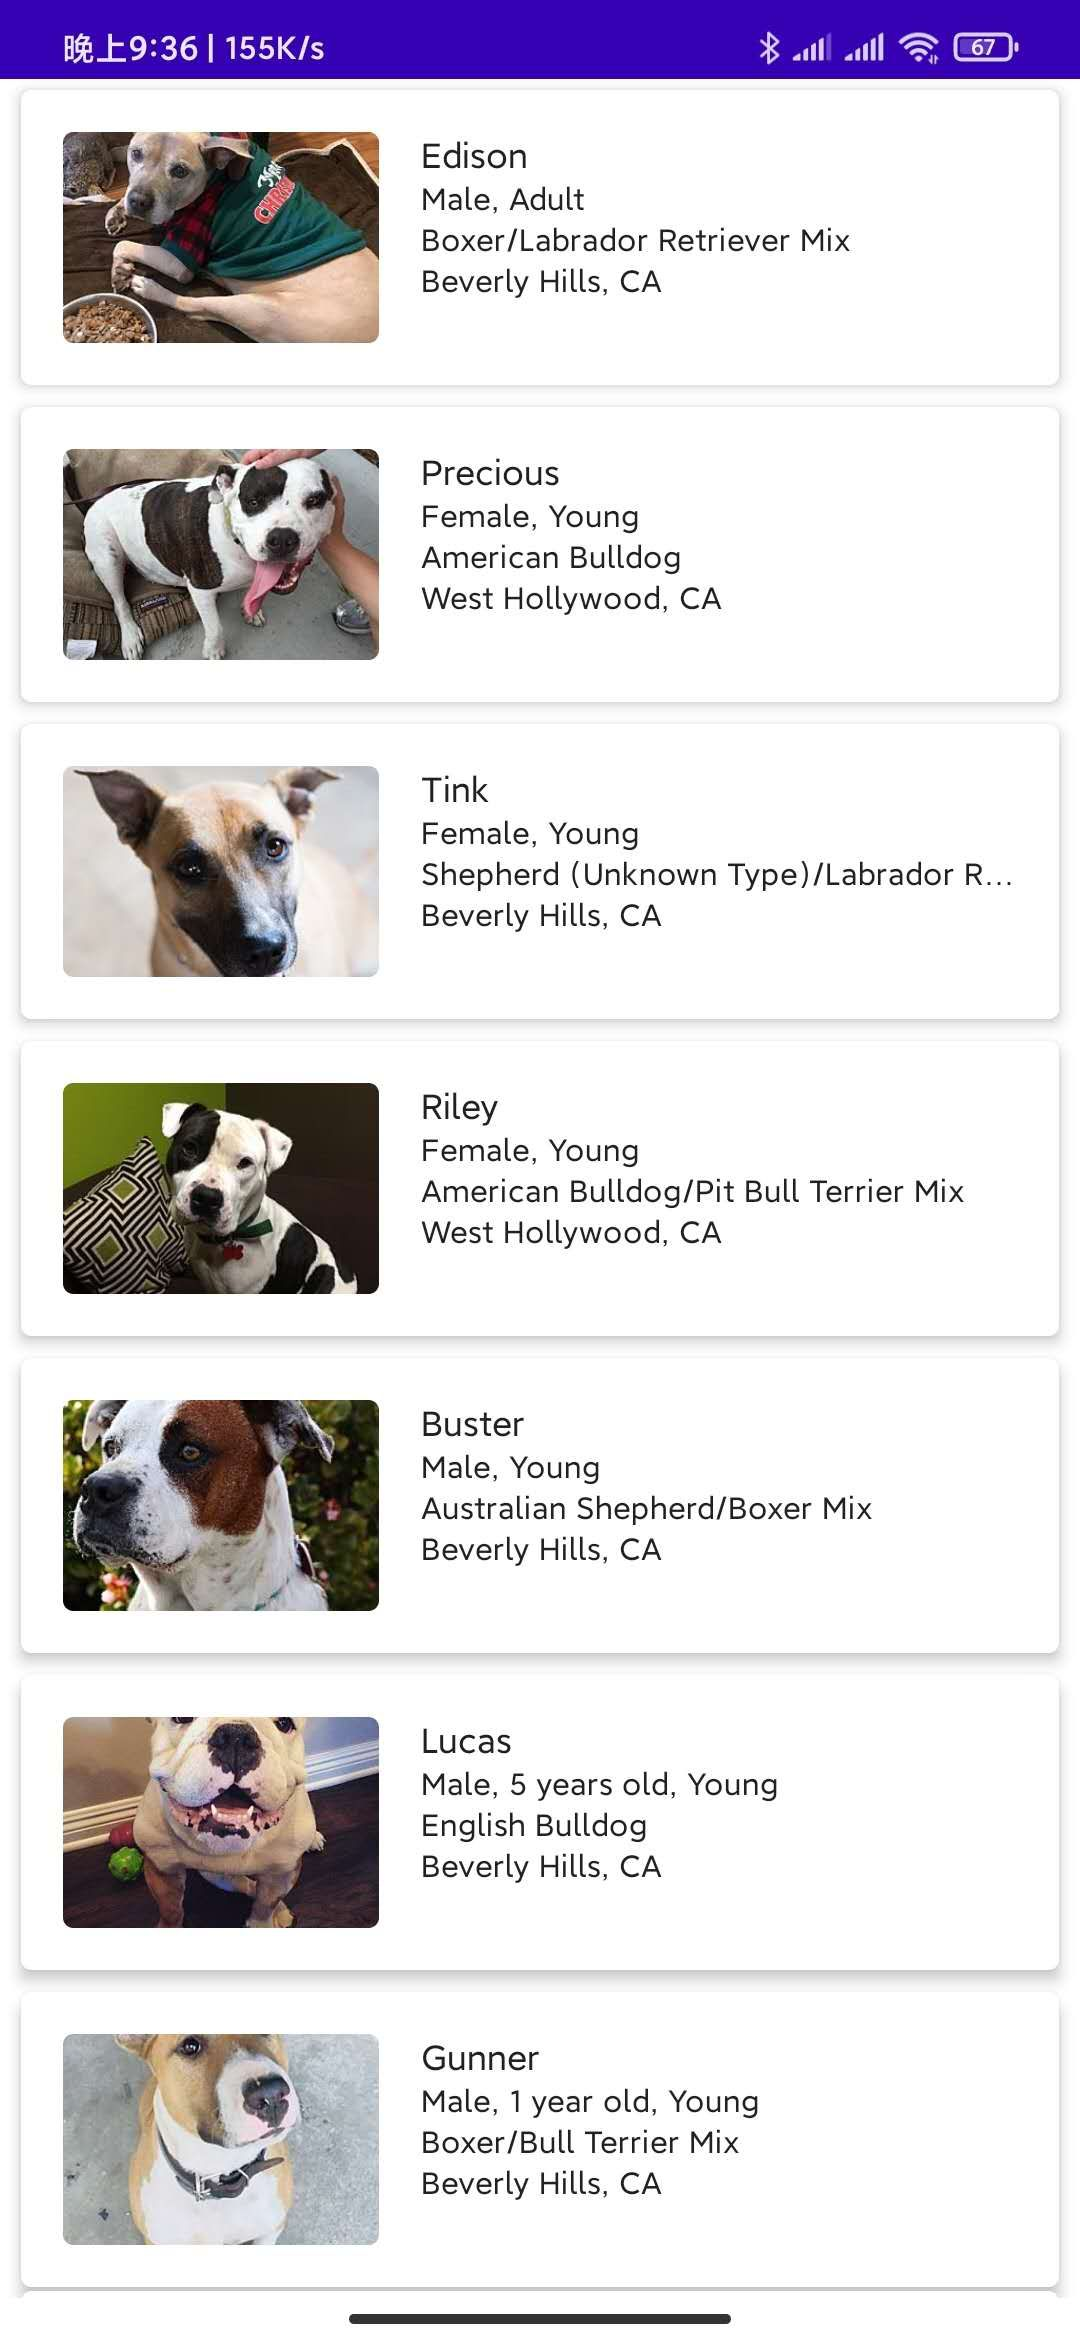 晚上9:36 | 155K/s
67
Edison
Male, Adult
Boxer/Labrador Retriever Mix
Beverly Hills, CA
Precious
Female, Young
American Bulldog
West Hollywood, CA
Tink
Female, Young
Shepherd (Unknown Type)/Labrador R...
Beverly Hills, CA
Riley
Female, Young
American Bulldog/Pit Bull Terrier Mix
West Hollywood, CA
Buster
Male, Young
Australian Shepherd/Boxer Mix
Beverly Hills, CA
Lucas
Male, 5 years old, Young
English Bulldog
Beverly Hills, CA
Gunner
Male, 1 year old, Young
Boxer/Bull Terrier Mix
Beverly Hills, CA